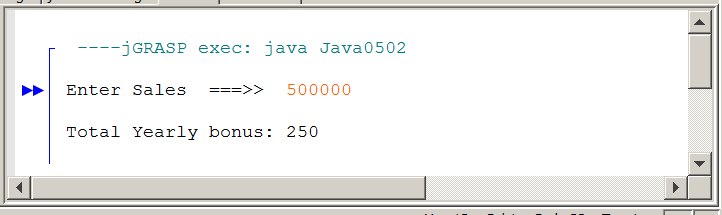 ----jGRASP exec: java Java0502
Enter Sales  ===>>  500000
Total Yearly bonus: 250